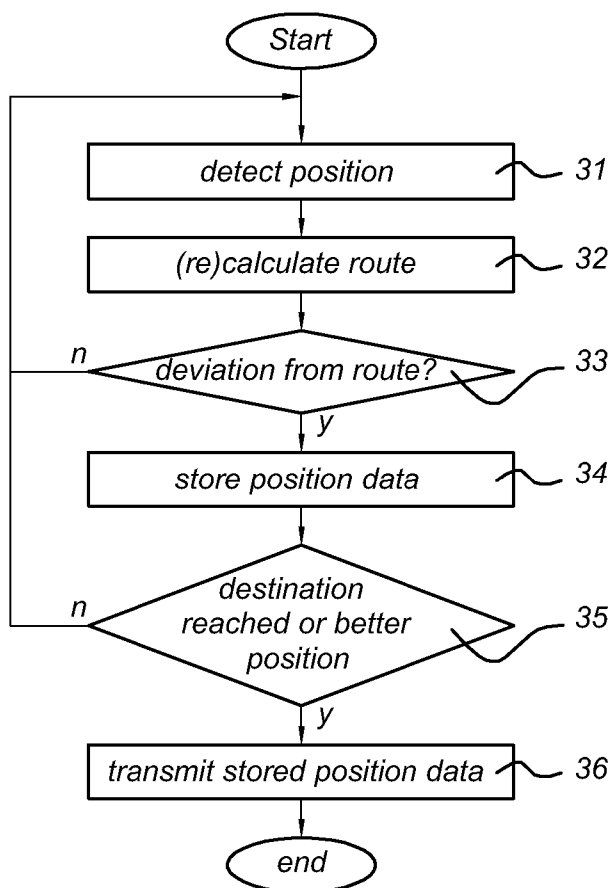 Start
detect position
31
(re)calculate route
32
n
deviation from route?
33
y
store position data
34
n
destination
reached or better
position
35
y
transmit stored position data
36
end